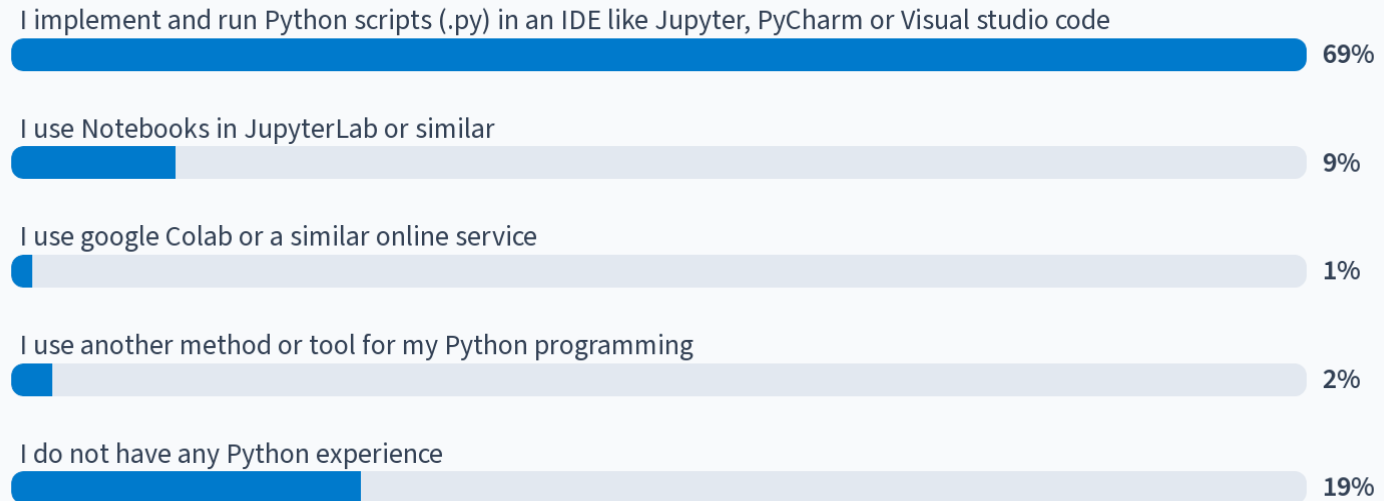 I implement and run Python scripts (.py) in an IDE like Jupyter, PyCharm or Visual studio code
69%
I use Notebooks in JupyterLab or similar
9%
I use google Colab or a similar online service
1%
I use another method or tool for my Python programming
2%
I do not have any Python experience
19%